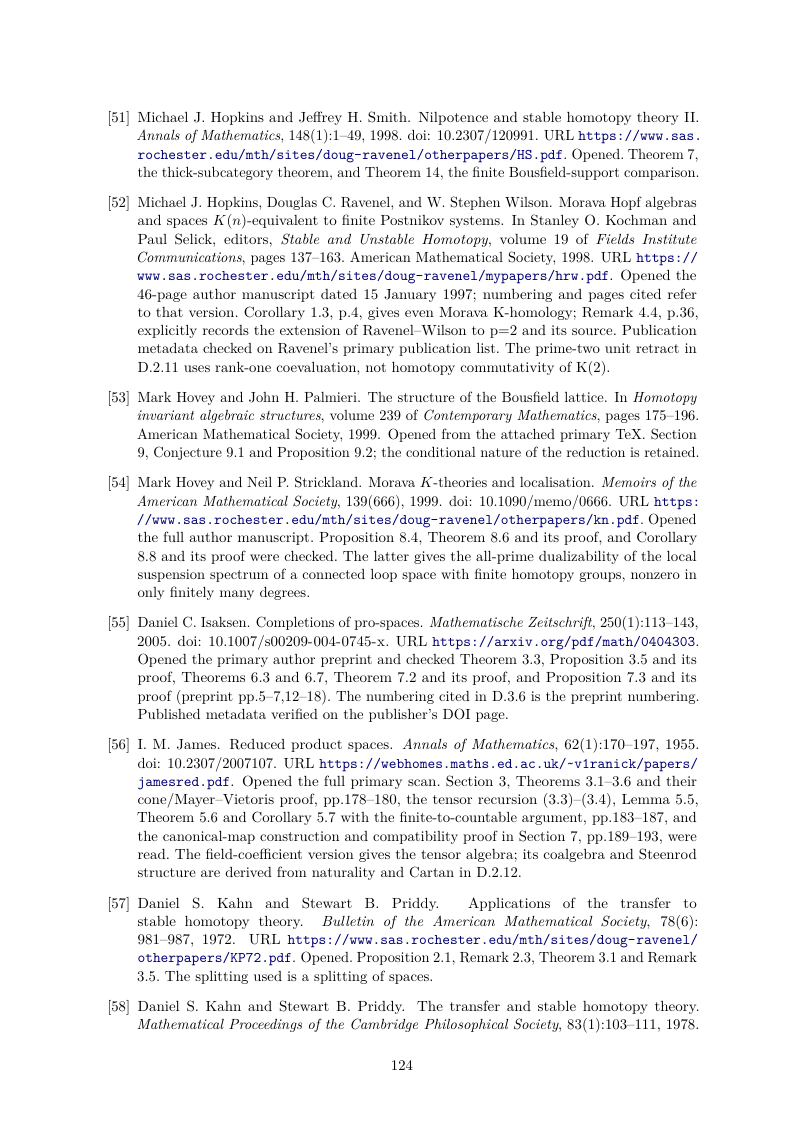 [51] Michael J. Hopkins and Jeffrey H. Smith. Nilpotence and stable homotopy theory II.
Annals of Mathematics, 148(1):1–49, 1998. doi: 10.2307/120991. URL https://www.sas.
rochester.edu/mth/sites/doug-ravenel/otherpapers/HS.pdf. Opened. Theorem 7,
the thick-subcategory theorem, and Theorem 14, the finite Bousfield-support comparison.
[52] Michael J. Hopkins, Douglas C. Ravenel, and W. Stephen Wilson. Morava Hopf algebras
and spaces K(n)-equivalent to finite Postnikov systems. In Stanley O. Kochman and
Paul Selick, editors, Stable and Unstable Homotopy, volume 19 of Fields Institute
Communications, pages 137–163. American Mathematical Society, 1998. URL https://
www.sas.rochester.edu/mth/sites/doug-ravenel/mypapers/hrw.pdf. Opened the
46-page author manuscript dated 15 January 1997; numbering and pages cited refer
to that version. Corollary 1.3, p.4, gives even Morava K-homology; Remark 4.4, p.36,
explicitly records the extension of Ravenel–Wilson to p=2 and its source. Publication
metadata checked on Ravenel's primary publication list. The prime-two unit retract in
D.2.11 uses rank-one coevaluation, not homotopy commutativity of K(2).
[53] Mark Hovey and John H. Palmieri. The structure of the Bousfield lattice. In Homotopy
invariant algebraic structures, volume 239 of Contemporary Mathematics, pages 175–196.
American Mathematical Society, 1999. Opened from the attached primary TeX. Section
9, Conjecture 9.1 and Proposition 9.2; the conditional nature of the reduction is retained.
[54] Mark Hovey and Neil P. Strickland. Morava K-theories and localisation. Memoirs of the
American Mathematical Society, 139(666), 1999. doi: 10.1090/memo/0666. URL https:
//www.sas.rochester.edu/mth/sites/doug-ravenel/otherpapers/kn.pdf. Opened
the full author manuscript. Proposition 8.4, Theorem 8.6 and its proof, and Corollary
8.8 and its proof were checked. The latter gives the all-prime dualizability of the local
suspension spectrum of a connected loop space with finite homotopy groups, nonzero in
only finitely many degrees.
[55] Daniel C. Isaksen. Completions of pro-spaces. Mathematische Zeitschrift, 250(1):113–143,
2005. doi: 10.1007/s00209-004-0745-x. URL https://arxiv.org/pdf/math/0404303.
Opened the primary author preprint and checked Theorem 3.3, Proposition 3.5 and its
proof, Theorems 6.3 and 6.7, Theorem 7.2 and its proof, and Proposition 7.3 and its
proof (preprint pp.5–7,12–18). The numbering cited in D.3.6 is the preprint numbering.
Published metadata verified on the publisher's DOI page.
[56] I. M. James. Reduced product spaces. Annals of Mathematics, 62(1):170–197, 1955.
doi: 10.2307/2007107. URL https://webhomes.maths.ed.ac.uk/~v1ranick/papers/
jamesred.pdf. Opened the full primary scan. Section 3, Theorems 3.1–3.6 and their
cone/Mayer–Vietoris proof, pp.178–180, the tensor recursion (3.3)–(3.4), Lemma 5.5,
Theorem 5.6 and Corollary 5.7 with the finite-to-countable argument, pp.183–187, and
the canonical-map construction and compatibility proof in Section 7, pp.189–193, were
read. The field-coefficient version gives the tensor algebra; its coalgebra and Steenrod
structure are derived from naturality and Cartan in D.2.12.
[57] Daniel S. Kahn and Stewart B. Priddy. Applications of the transfer to
stable homotopy theory. Bulletin of the American Mathematical Society, 78(6):
981–987, 1972. URL https://www.sas.rochester.edu/mth/sites/doug-ravenel/
otherpapers/KP72.pdf. Opened. Proposition 2.1, Remark 2.3, Theorem 3.1 and Remark
3.5. The splitting used is a splitting of spaces.
[58] Daniel S. Kahn and Stewart B. Priddy. The transfer and stable homotopy theory.
Mathematical Proceedings of the Cambridge Philosophical Society, 83(1):103–111, 1978.
124